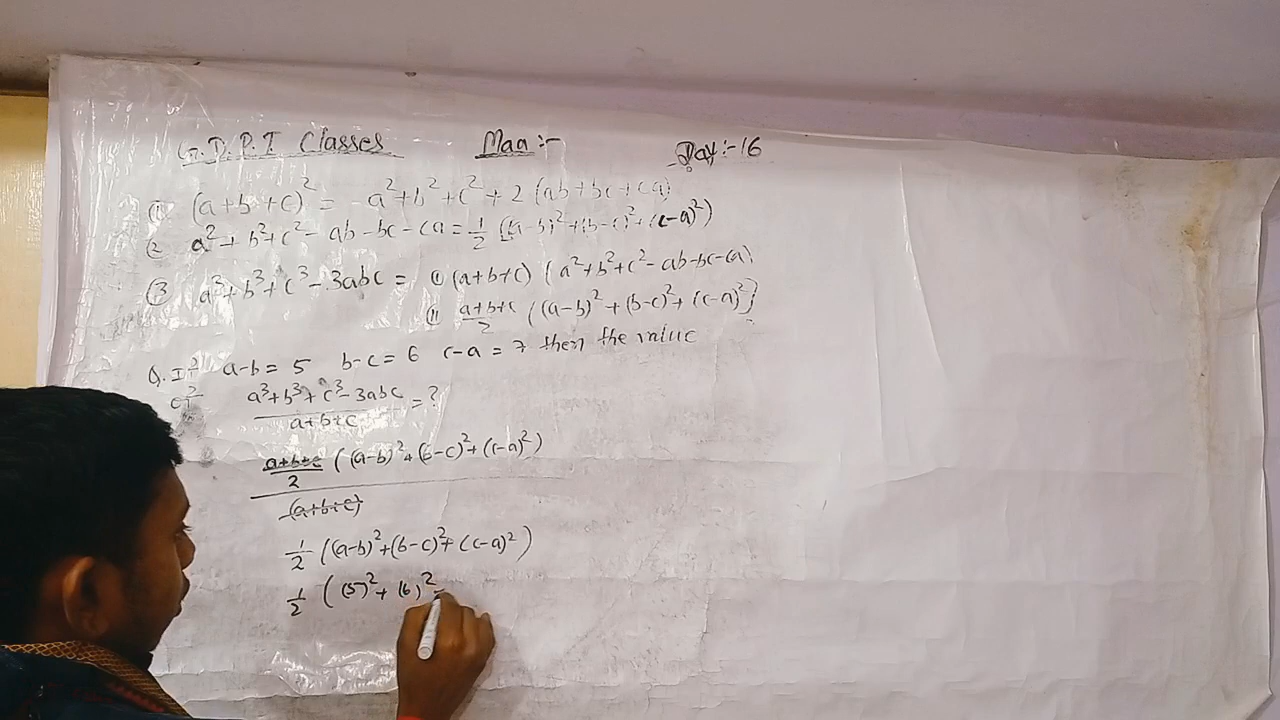 G.D.P.I Classes Maa :- Day :- 16
① (a+b+c)² = a²+b²+c²+2(ab+bc+ca)
② a²+b²+c²-ab-bc-ca = 1/2 ((a-b)²+(b-c)²+(c-a)²)
③ a³+b³+c³-3abc = (i) (a+b+c) (a²+b²+c²-ab-bc-ca)
(ii) a+b+c/2 ((a-b)²+(b-c)²+(c-a)²)
Q. If a-b = 5 b-c = 6 c-a = 7 then the value
of a³+b³+c³-3abc/a+b+c = ?
a+b+c/2 ((a-b)²+(b-c)²+(c-a)²)
(a+b+c)
1/2 ((a-b)²+(b-c)²+(c-a)²)
1/2 ((5)²+(6)²